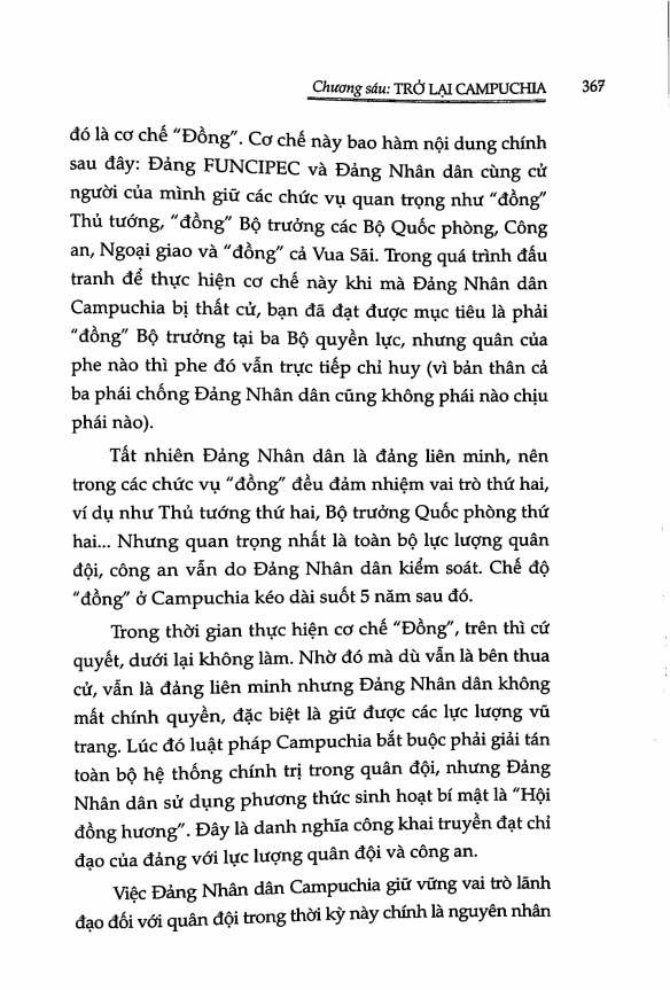 Chương sáu: TRỞ LẠI CAMPUCHIA 367
đó là cơ chế "Đồng". Cơ chế này bao hàm nội dung chính
sau đây: Đảng FUNCIPEC và Đảng Nhân dân cùng cử
người của mình giữ các chức vụ quan trọng như "đồng"
Thủ tướng, "đồng" Bộ trưởng các Bộ Quốc phòng, Công
an, Ngoại giao và "đồng" cả Vua Sãi. Trong quá trình đấu
tranh để thực hiện cơ chế này khi mà Đảng Nhân dân
Campuchia bị thất cử, bạn đã đạt được mục tiêu là phải
"đồng" Bộ trưởng tại ba Bộ quyền lực, nhưng quân của
phe nào thì phe đó vẫn trực tiếp chỉ huy (vì bản thân cả
ba phái chống Đảng Nhân dân cũng không phái nào chịu
phái nào).
Tất nhiên Đảng Nhân dân là đảng liên minh, nên
trong các chức vụ "đồng" đều đảm nhiệm vai trò thứ hai,
ví dụ như Thủ tướng thứ hai, Bộ trưởng Quốc phòng thứ
hai... Nhưng quan trọng nhất là toàn bộ lực lượng quân
đội, công an vẫn do Đảng Nhân dân kiểm soát. Chế độ
"đồng" ở Campuchia kéo dài suốt 5 năm sau đó.
Trong thời gian thực hiện cơ chế "Đồng", trên thì cứ
quyết, dưới lại không làm. Nhờ đó mà dù vẫn là bên thua
cử, vẫn là đảng liên minh nhưng Đảng Nhân dân không
mất chính quyền, đặc biệt là giữ được các lực lượng vũ
trang. Lúc đó luật pháp Campuchia bắt buộc phải giải tán
toàn bộ hệ thống chính trị trong quân đội, nhưng Đảng
Nhân dân sử dụng phương thức sinh hoạt bí mật là "Hội
đồng hương". Đây là danh nghĩa công khai truyền đạt chỉ
đạo của đảng với lực lượng quân đội và công an.
Việc Đảng Nhân dân Campuchia giữ vững vai trò lãnh
đạo đối với quân đội trong thời kỳ này chính là nguyên nhân